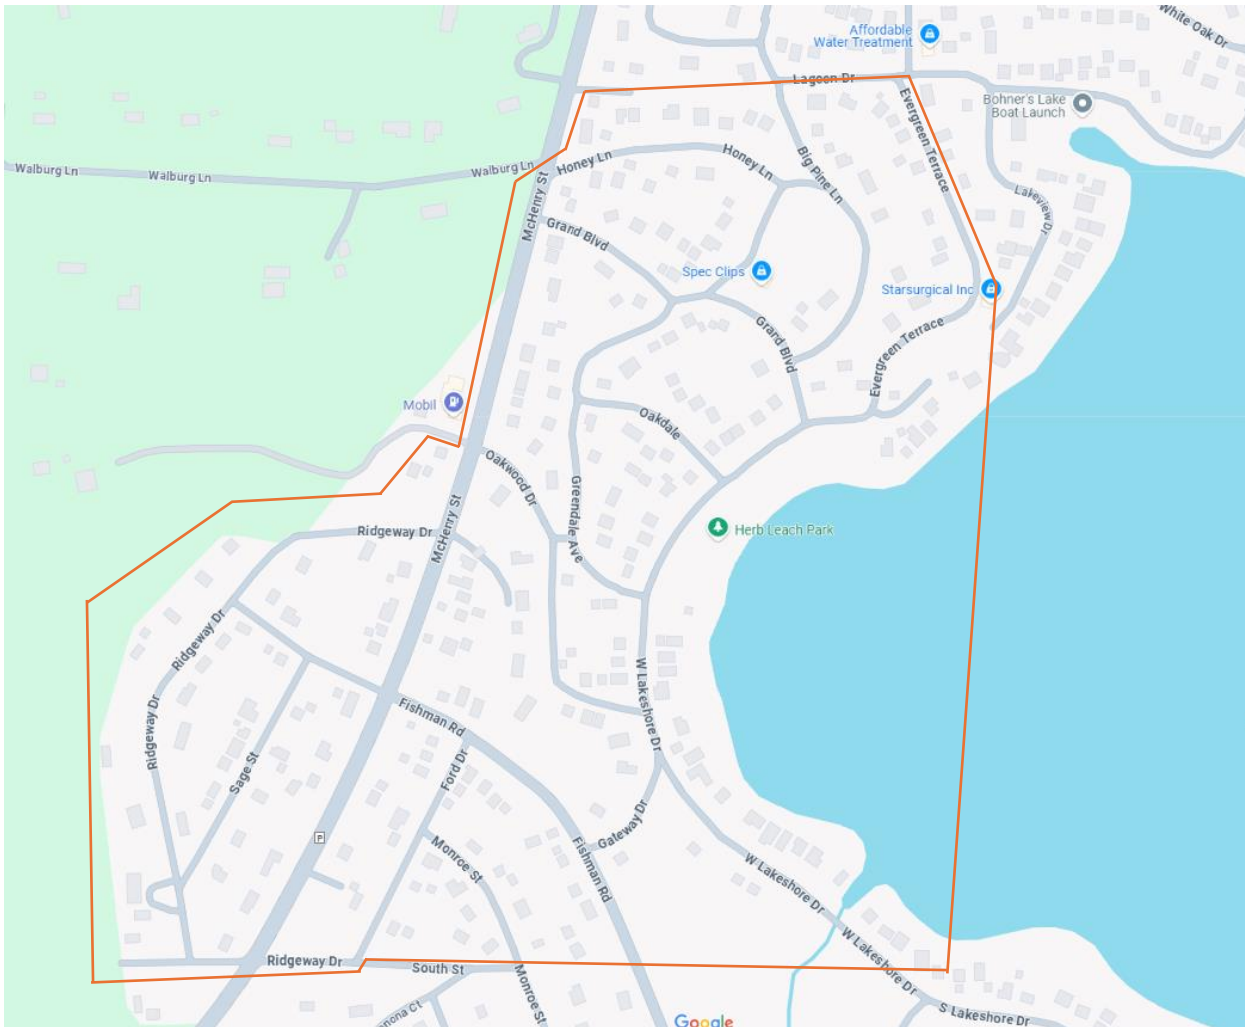 White Oak Dr
Affordable
Water Treatment
Lagoon Dr
Bohner's Lake
Boat Launch
Evergreen Terrace
Walburg Ln
Walburg Ln
Walburg Ln
Honey Ln
Honey Ln
Big Pine Ln
Lakeview Dr
McHenry St
Grand Blvd
Spec Clips
Starsurgical Inc
Grand Blvd
Evergreen Terrace
Mobil
Oakdale
Oakwood Dr
Greendale Ave
McHenry St
Ridgeway Dr
Herb Leach Park
Ridgeway Dr
W Lakeshore Dr
Ridgeway Dr
Fishman Rd
Sage St
Ford Dr
Gateway Dr
P
Monroe St
Fishman Rd
W Lakeshore Dr
W Lakeshore Dr
Ridgeway Dr
South St
Monroe St
S Lakeshore Dr
Google